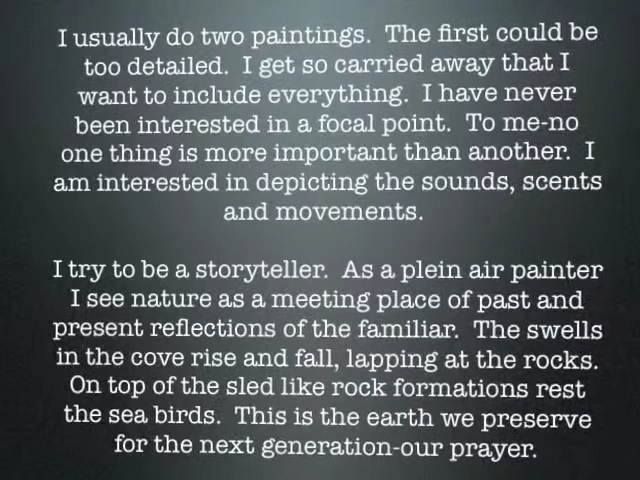 I usually do two paintings.  The first could be
too detailed.  I get so carried away that I
want to include everything.  I have never
been interested in a focal point.  To me-no
one thing is more important than another.  I
am interested in depicting the sounds, scents
and movements.
I try to be a storyteller.  As a plein air painter
I see nature as a meeting place of past and
present reflections of the familiar.  The swells
in the cove rise and fall, lapping at the rocks.
On top of the sled like rock formations rest
the sea birds.  This is the earth we preserve
for the next generation-our prayer.